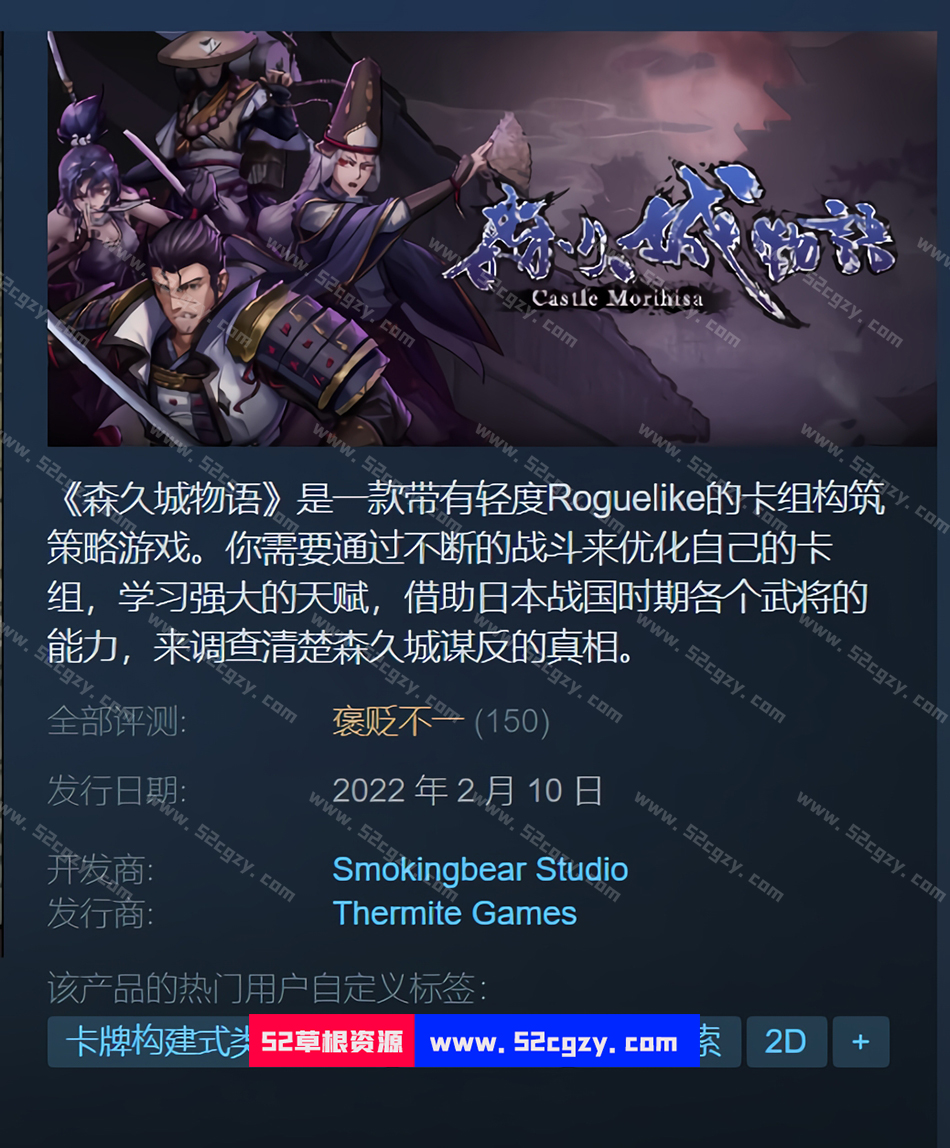 森久城物語
Castle Morihisa
《森久城物语》是一款带有轻度Roguelike的卡组构筑
策略游戏。你需要通过不断的战斗来优化自己的卡
组，学习强大的天赋，借助日本战国时期各个武将的
能力，来调查清楚森久城谋反的真相。
全部评测: 褒贬不一 (150)
发行日期: 2022 年 2 月 10 日
开发商: Smokingbear Studio
发行商: Thermite Games
该产品的热门用户自定义标签:
卡牌构建式类 52草根资源 www.52cgzy.com 索 2D +
www.52cgzy.com